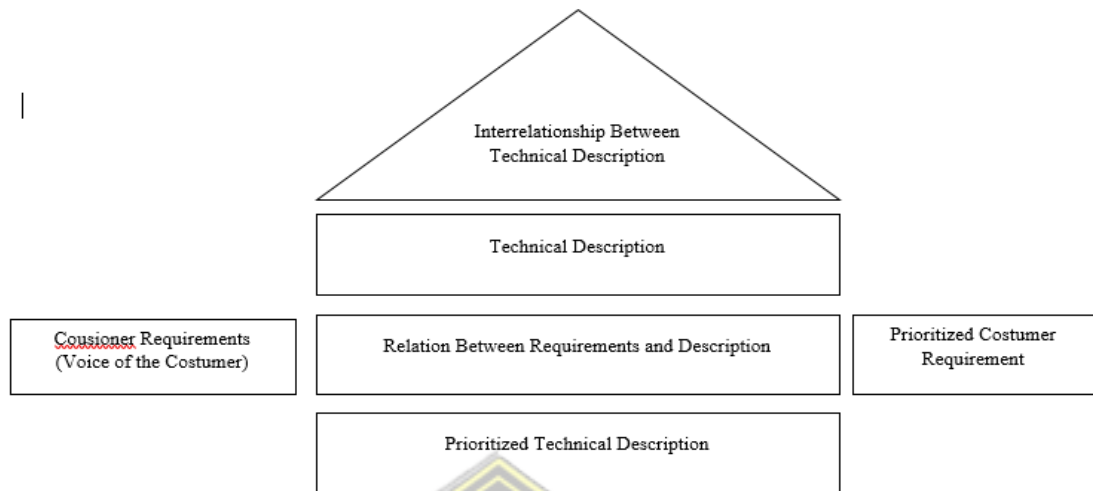 Interrelationship Between
Technical Description
Technical Description
Cousioner Requirements
(Voice of the Costumer)
Relation Between Requirements and Description
Prioritized Costumer
Requirement
Prioritized Technical Description